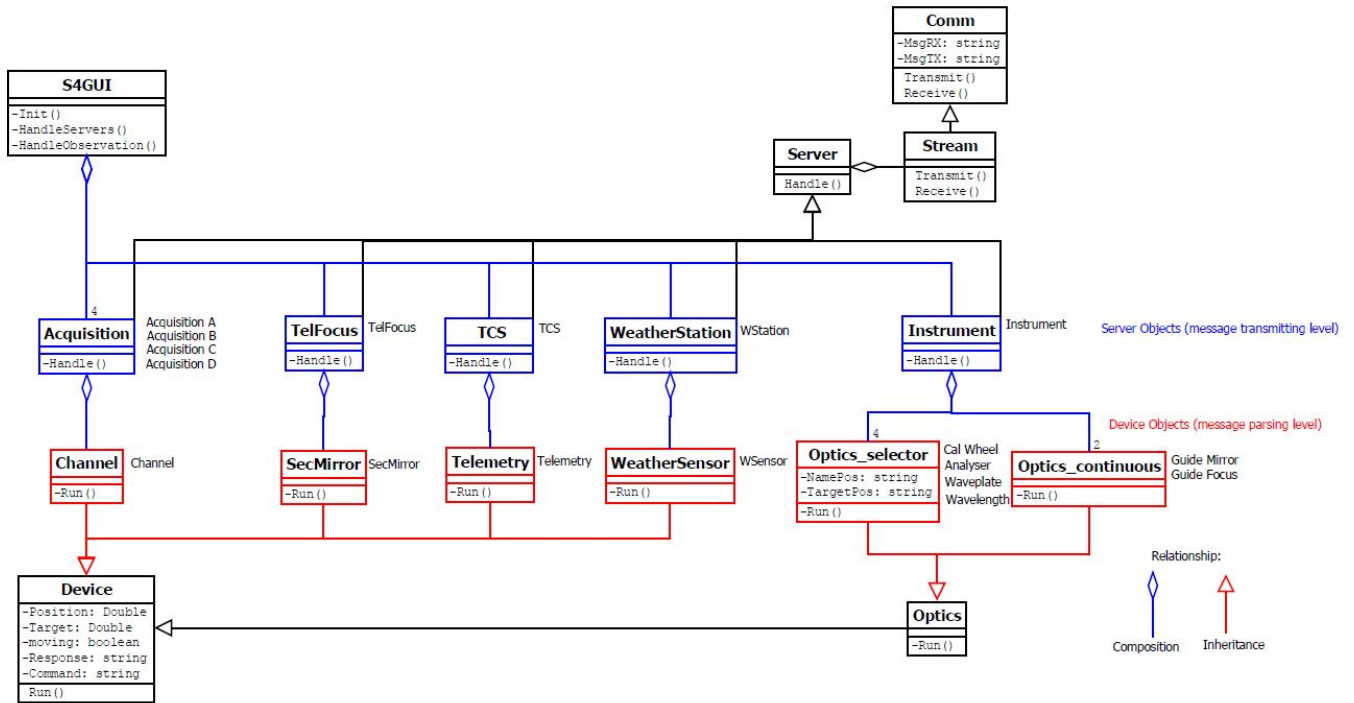 Comm
-MsgRX: string
-MsgTX: string
Transmit()
Receive()
S4GUI
-Init()
-HandleServers()
-HandleObservation()
Server
Handle()
Stream
Transmit()
Receive()
4
Acquisition
-Handle()
Acquisition A
Acquisition B
Acquisition C
Acquisition D
TelFocus
-Handle()
TelFocus
TCS
-Handle()
TCS
WeatherStation
-Handle()
WStation
Instrument
-Handle()
Instrument
Server Objects (message transmitting level)
Device Objects (message parsing level)
Channel
-Run()
Channel
SecMirror
-Run()
SecMirror
Telemetry
-Run()
Telemetry
WeatherSensor
-Run()
WSensor
4
Optics_selector
-NamePos: string
-TargetPos: string
-Run()
Cal Wheel
Analyser
Waveplate
Wavelength
2
Optics_continuous
-Run()
Guide Mirror
Guide Focus
Device
-Position: Double
-Target: Double
-moving: boolean
-Response: string
-Command: string
Run()
Optics
-Run()
Relationship:
Composition
Inheritance